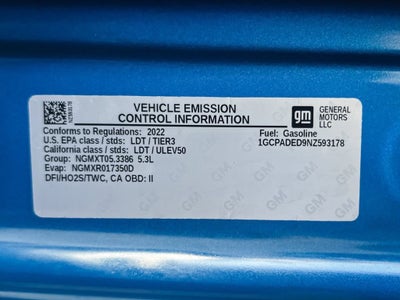 VEHICLE EMISSION
CONTROL INFORMATION
gm
GENERAL
MOTORS
LLC
Conforms to Regulations: 2022
U.S. EPA class / stds: LDT / TIER3
California class / stds: LDT / ULEV50
Group: NGMXT05.3386 5.3L
Evap: NGMXR017350D
DFI/HO2S/TWC, CA OBD: II
Fuel: Gasoline
1GCPADED9NZ593178